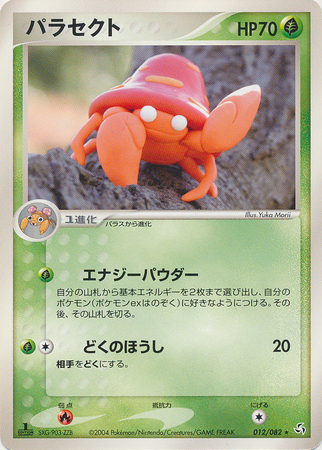 パラセクト HP70
Illus.Yuka Morii
1進化 パラスから進化
エナジーパウダー
自分の山札から基本エネルギーを2枚まで選び出し、自分の
ポケモン(ポケモンexはのぞく)に好きなようにつける。その
後、その山札を切る。
どくのほうし 20
相手をどくにする。
弱点 抵抗力 にげる
1 EDITION SXG-903-ZZB ©2004 Pokémon/Nintendo/Creatures/GAME FREAK 012/082 ★